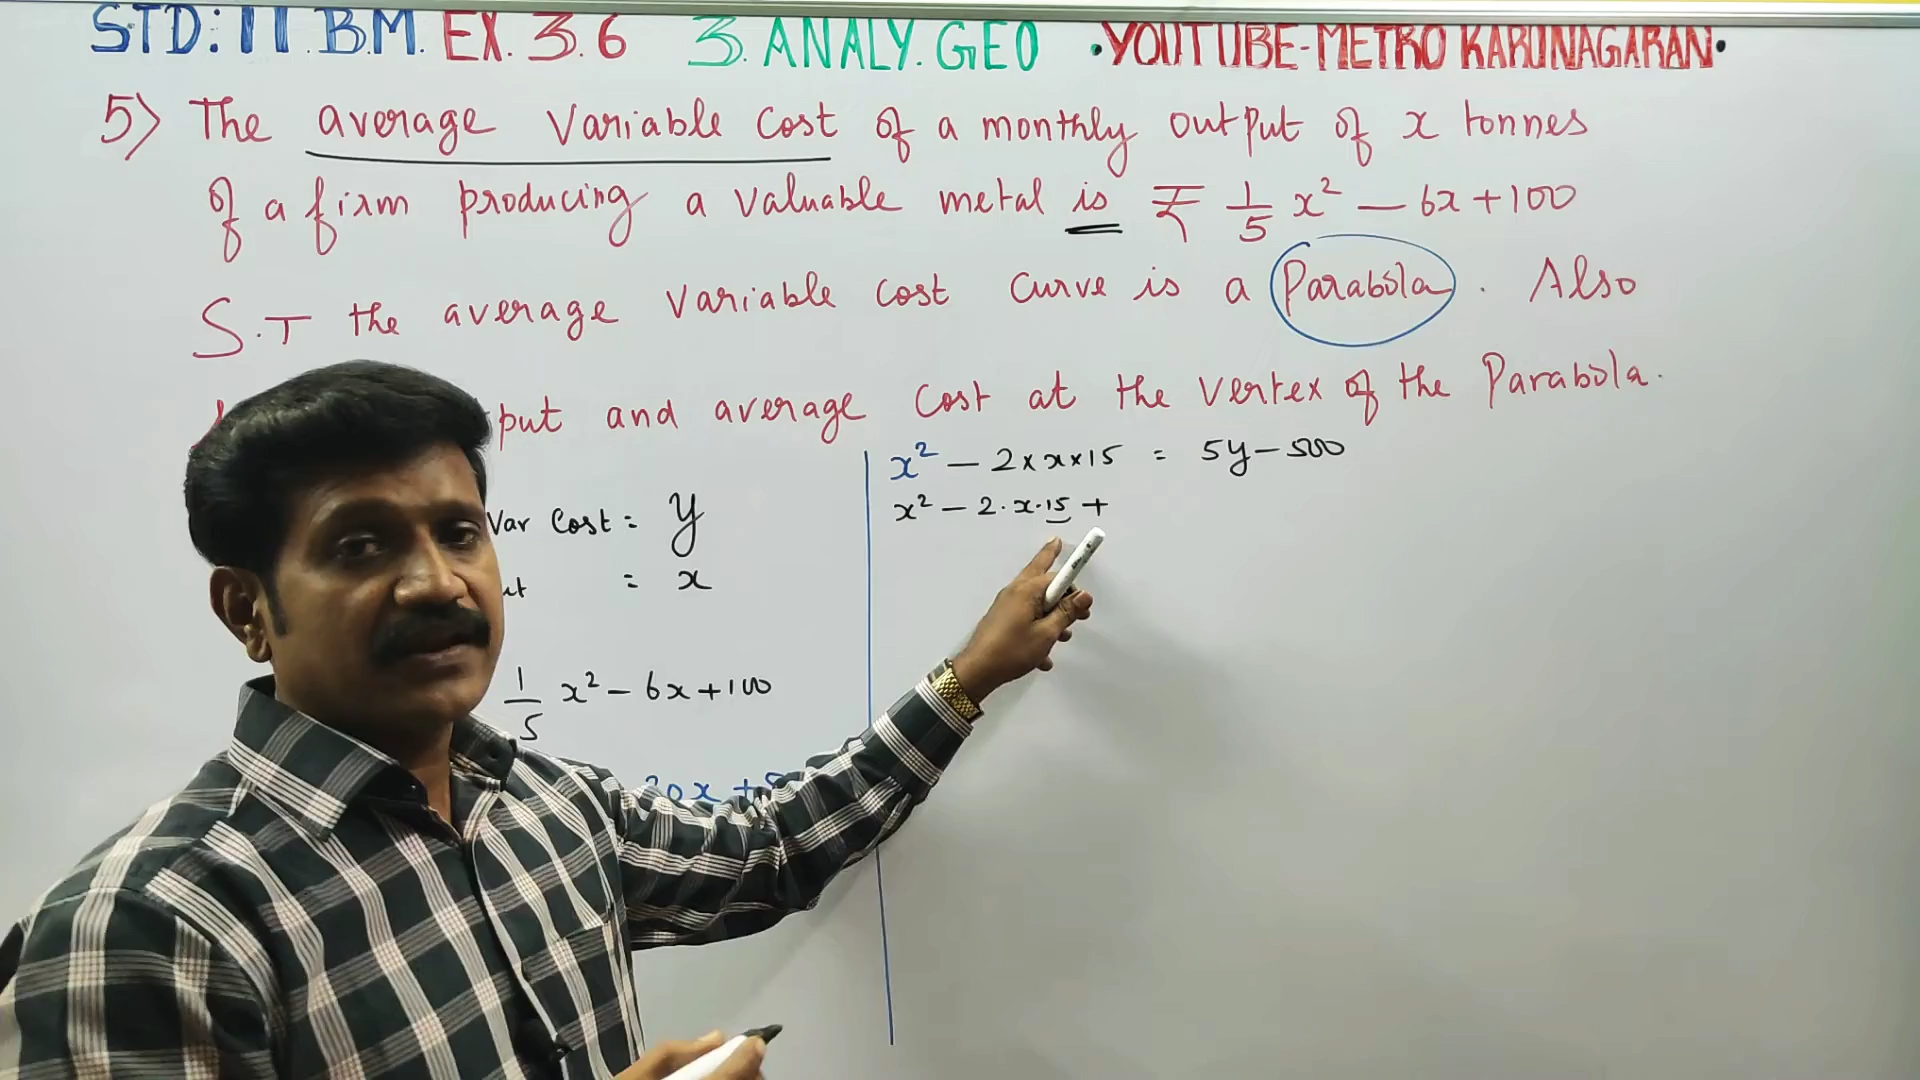 STD: 11 B.M. EX. 3.6 3. ANALY. GEO •YOUTUBE-METRO KARUNAGARAN•
5) The average variable cost of a monthly output of x tonnes
of a firm producing a valuable metal is ₹ 1/5 x² - 6x + 100
S.T the average variable cost curve is a Parabola. Also
put and average cost at the vertex of the Parabola.
Var Cost = y
ut = x
1/5 x² - 6x + 100
30x + 5
x² - 2 × x × 15 = 5y - 500
x² - 2 · x · 15 +